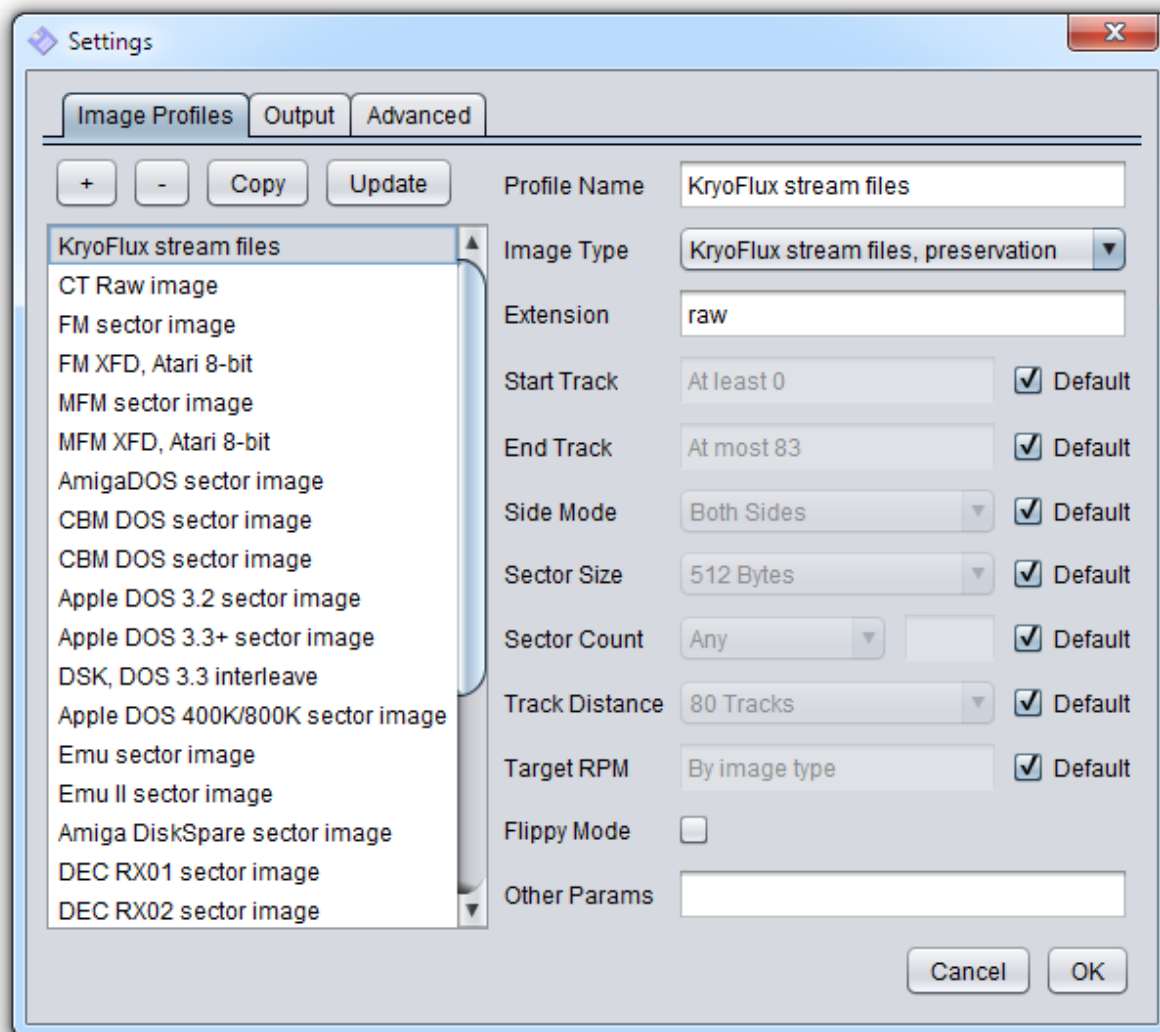 Settings
Image Profiles Output Advanced
+ - Copy Update
KryoFlux stream files
CT Raw image
FM sector image
FM XFD, Atari 8-bit
MFM sector image
MFM XFD, Atari 8-bit
AmigaDOS sector image
CBM DOS sector image
CBM DOS sector image
Apple DOS 3.2 sector image
Apple DOS 3.3+ sector image
DSK, DOS 3.3 interleave
Apple DOS 400K/800K sector image
Emu sector image
Emu II sector image
Amiga DiskSpare sector image
DEC RX01 sector image
DEC RX02 sector image
Profile Name KryoFlux stream files
Image Type KryoFlux stream files, preservation
Extension raw
Start Track At least 0 Default
End Track At most 83 Default
Side Mode Both Sides Default
Sector Size 512 Bytes Default
Sector Count Any Default
Track Distance 80 Tracks Default
Target RPM By image type Default
Flippy Mode
Other Params
Cancel OK